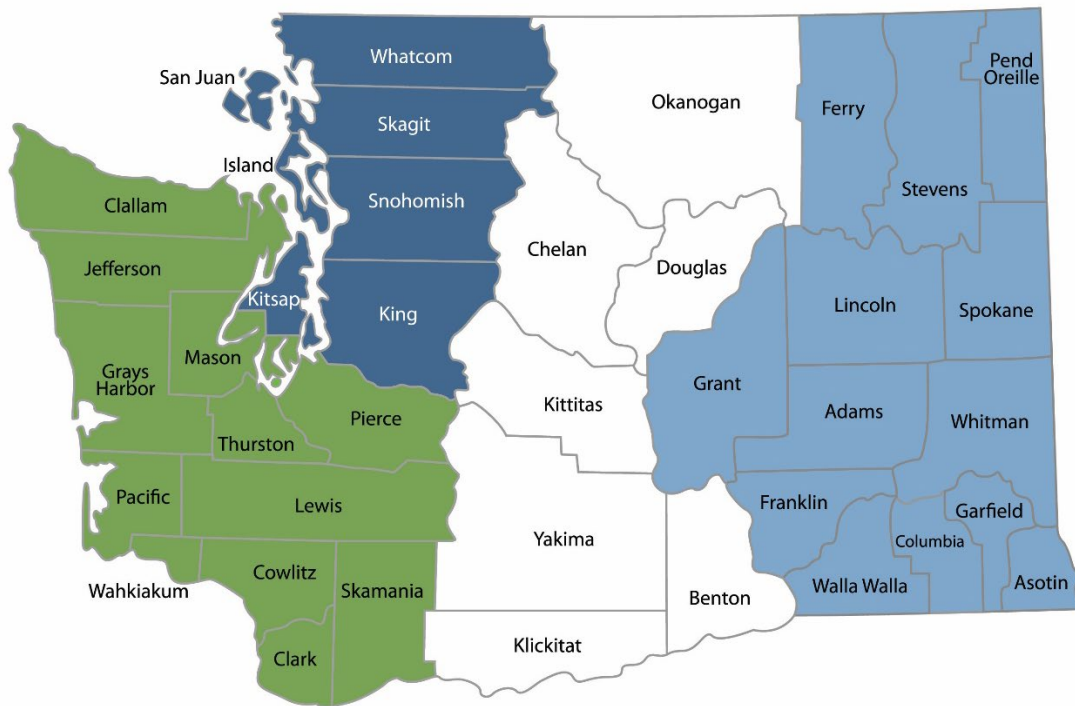 Whatcom
San Juan
Okanogan
Pend
Oreille
Ferry
Skagit
Island
Stevens
Snohomish
Clallam
Chelan
Douglas
Jefferson
Kitsap
Lincoln
Spokane
King
Mason
Grays
Harbor
Grant
Kittitas
Adams
Whitman
Pierce
Thurston
Pacific
Lewis
Franklin
Garfield
Yakima
Columbia
Wahkiakum
Cowlitz
Skamania
Benton
Walla Walla
Asotin
Klickitat
Clark